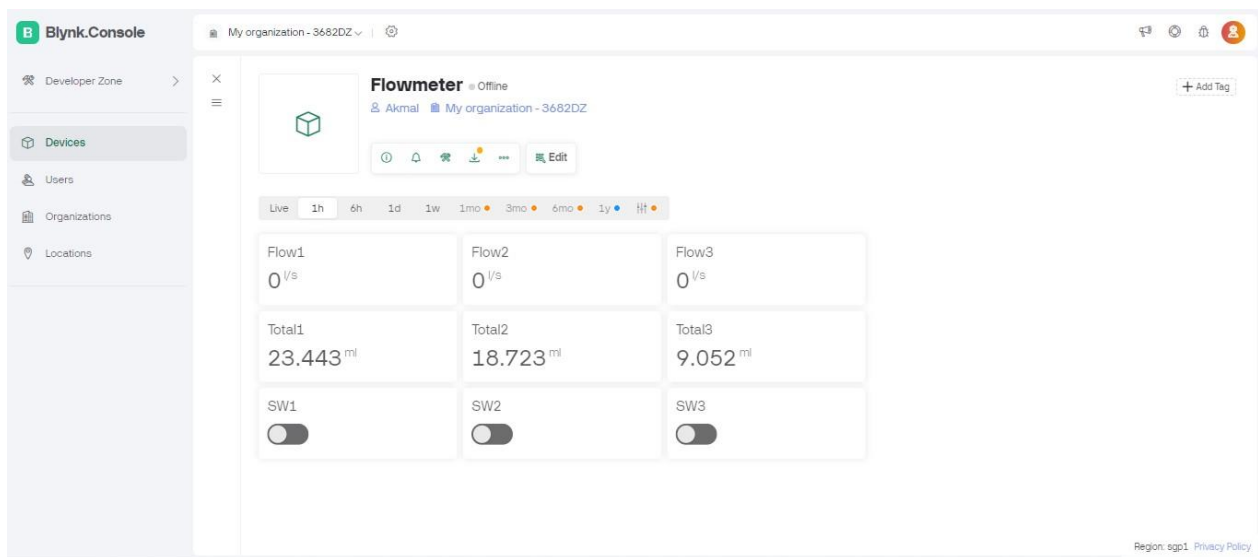 B Blynk.Console
My organization - 3682DZ
Developer Zone
Devices
Users
Organizations
Locations
Flowmeter Offline
Akmal My organization - 3682DZ
+ Add Tag
Edit
Live 1h 6h 1d 1w 1mo 3mo 6mo 1y
Flow1 Flow2 Flow3
0 l/s 0 l/s 0 l/s
Total1 Total2 Total3
23.443 ml 18.723 ml 9.052 ml
SW1 SW2 SW3
Region: sgp1 Privacy Policy